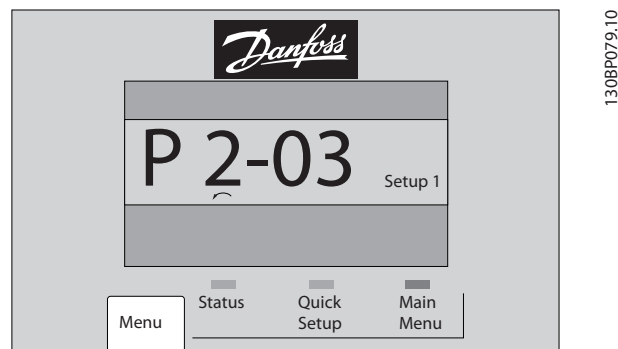 Danfoss
P 2-03
Setup 1
Status
Quick Setup
Main Menu
Menu
130BP079.10